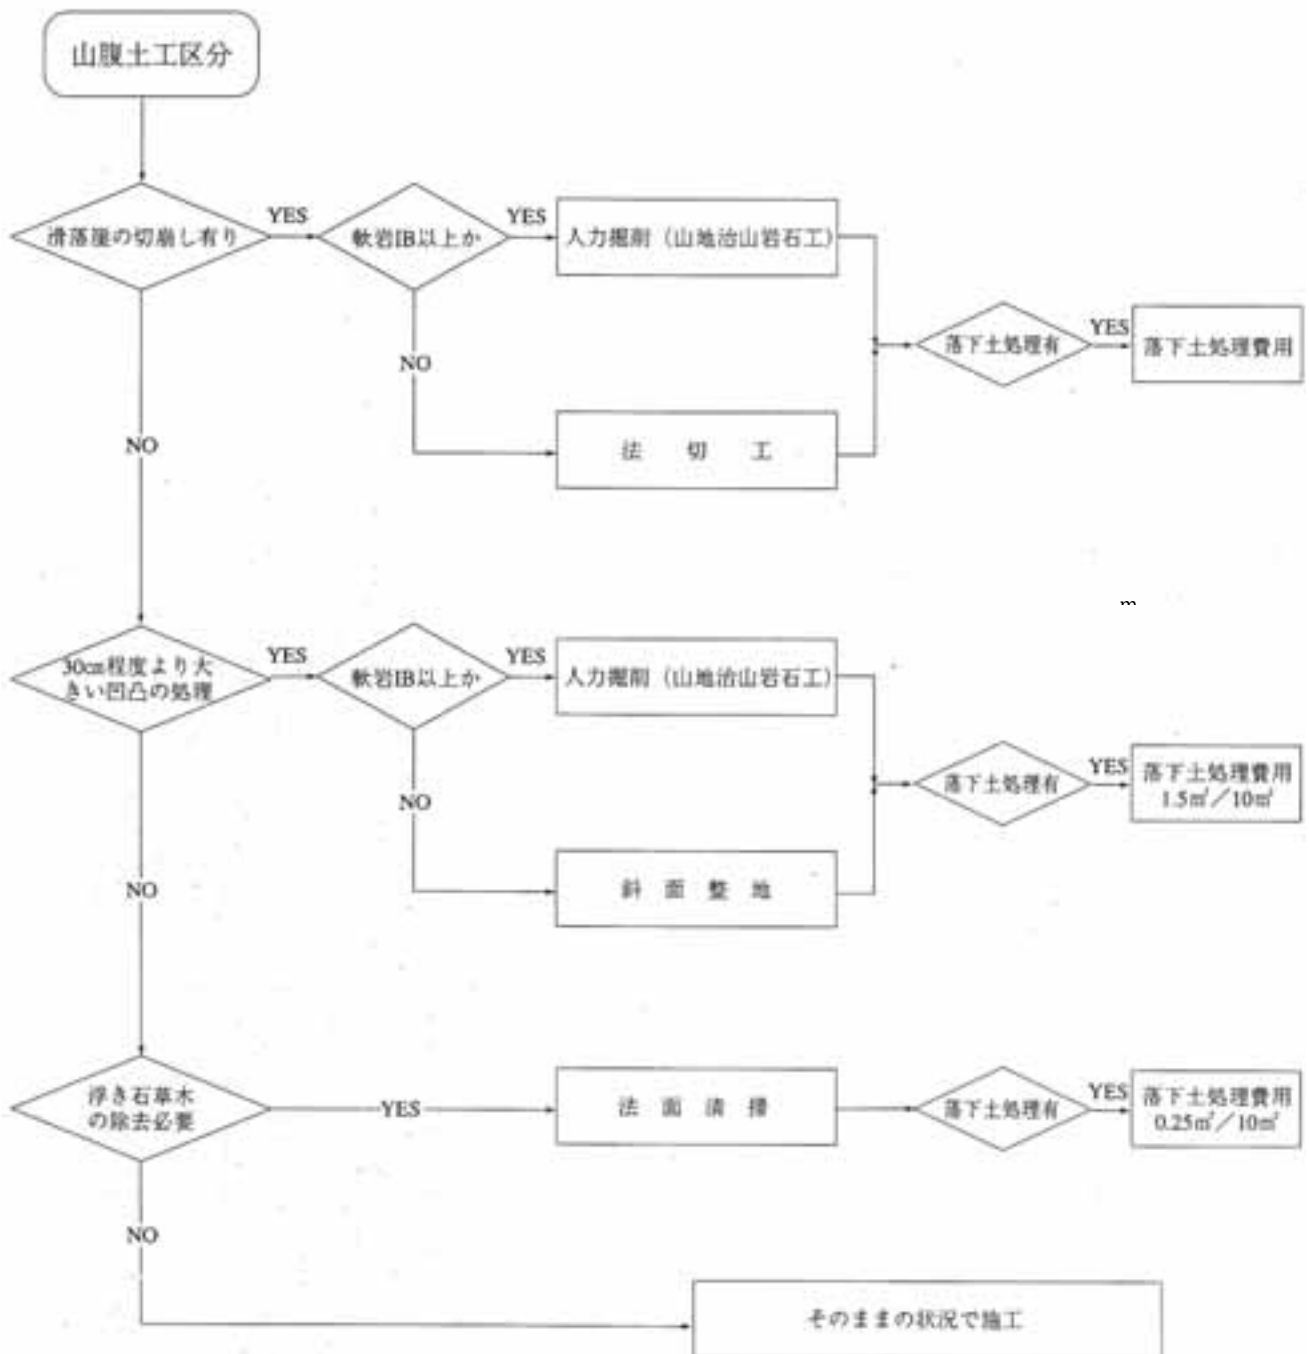 山腹土工区分
滑落崖の切崩し有り
YES
軟岩IB以上か
YES
人力掘削（山地治山岩石工）
NO
法切工
落下土処理有
YES
落下土処理費用
NO
m
30cm程度より大
きい凹凸の処理
YES
軟岩IB以上か
YES
人力掘削（山地治山岩石工）
NO
斜面整地
落下土処理有
YES
落下土処理費用
1.5㎥／10㎡
NO
浮き石草木
の除去必要
YES
法面清掃
落下土処理有
YES
落下土処理費用
0.25㎥／10㎡
NO
そのままの状況で施工